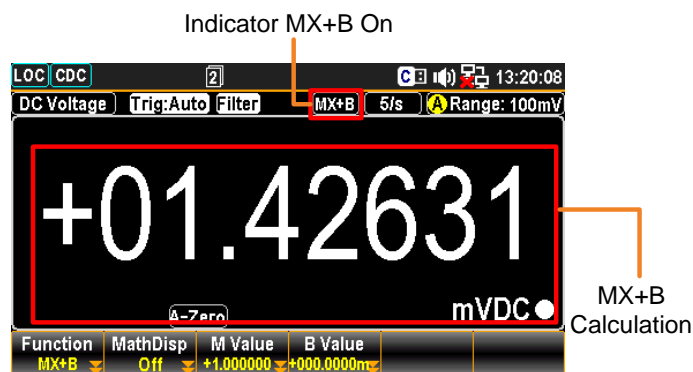 Indicator MX+B On
LOC CDC 2 C 13:20:08
DC Voltage Trig:Auto Filter MX+B 5/s A Range: 100mV
+01.42631
A-Zero mVDC
MX+B
Calculation
Function MathDisp M Value B Value
MX+B Off +1.000000 +000.0000m